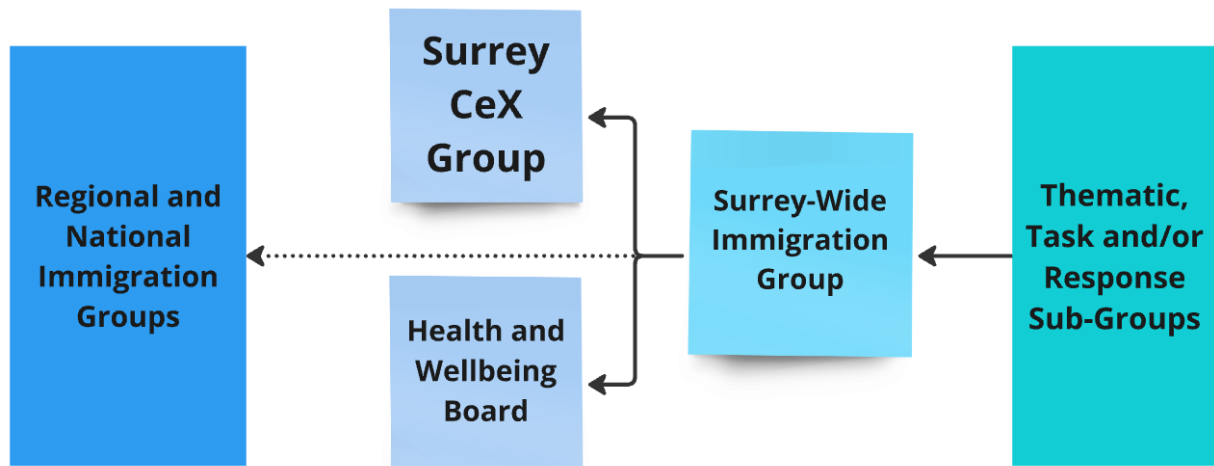 Regional and
National
Immigration
Groups
Surrey
CeX
Group
Health and
Wellbeing
Board
Surrey-Wide
Immigration
Group
Thematic,
Task and/or
Response
Sub-Groups